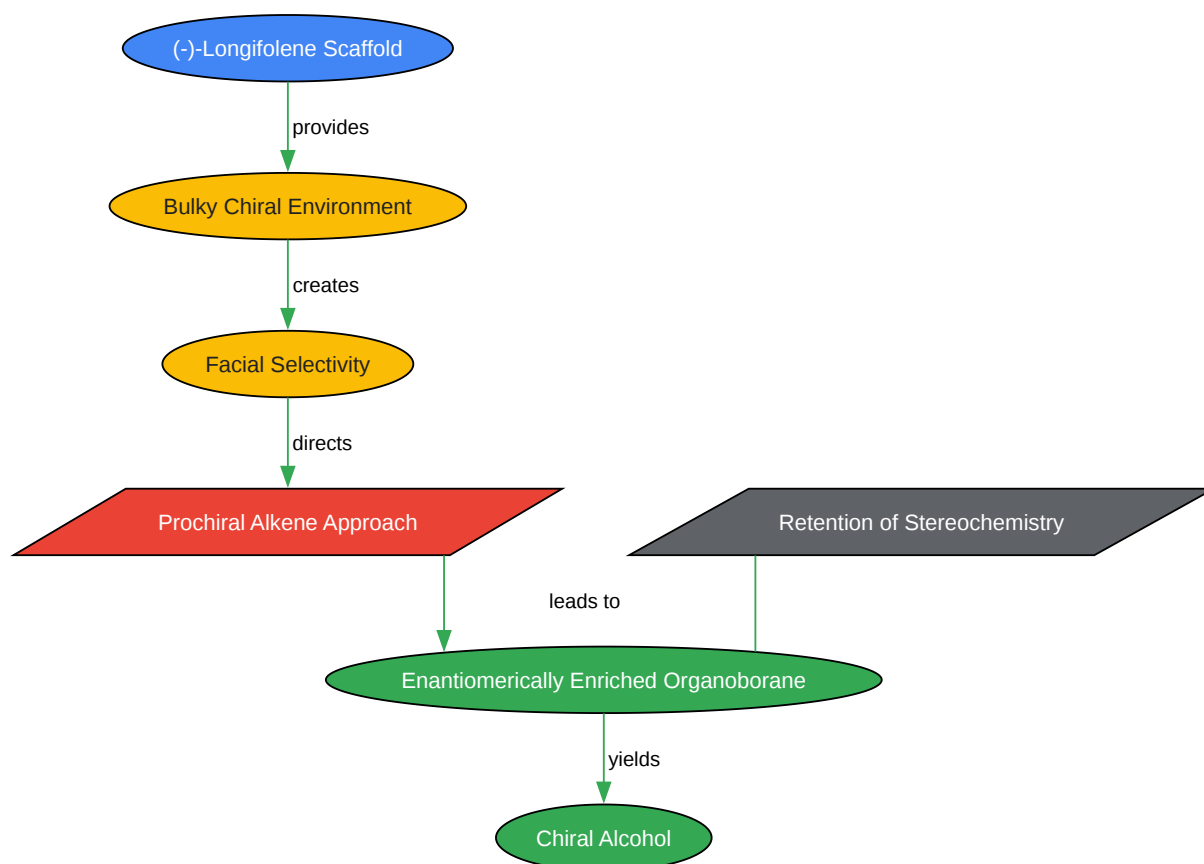 (-)-Longifolene Scaffold
provides
Bulky Chiral Environment
creates
Facial Selectivity
directs
Prochiral Alkene Approach
Retention of Stereochemistry
leads to
Enantiomerically Enriched Organoborane
yields
Chiral Alcohol